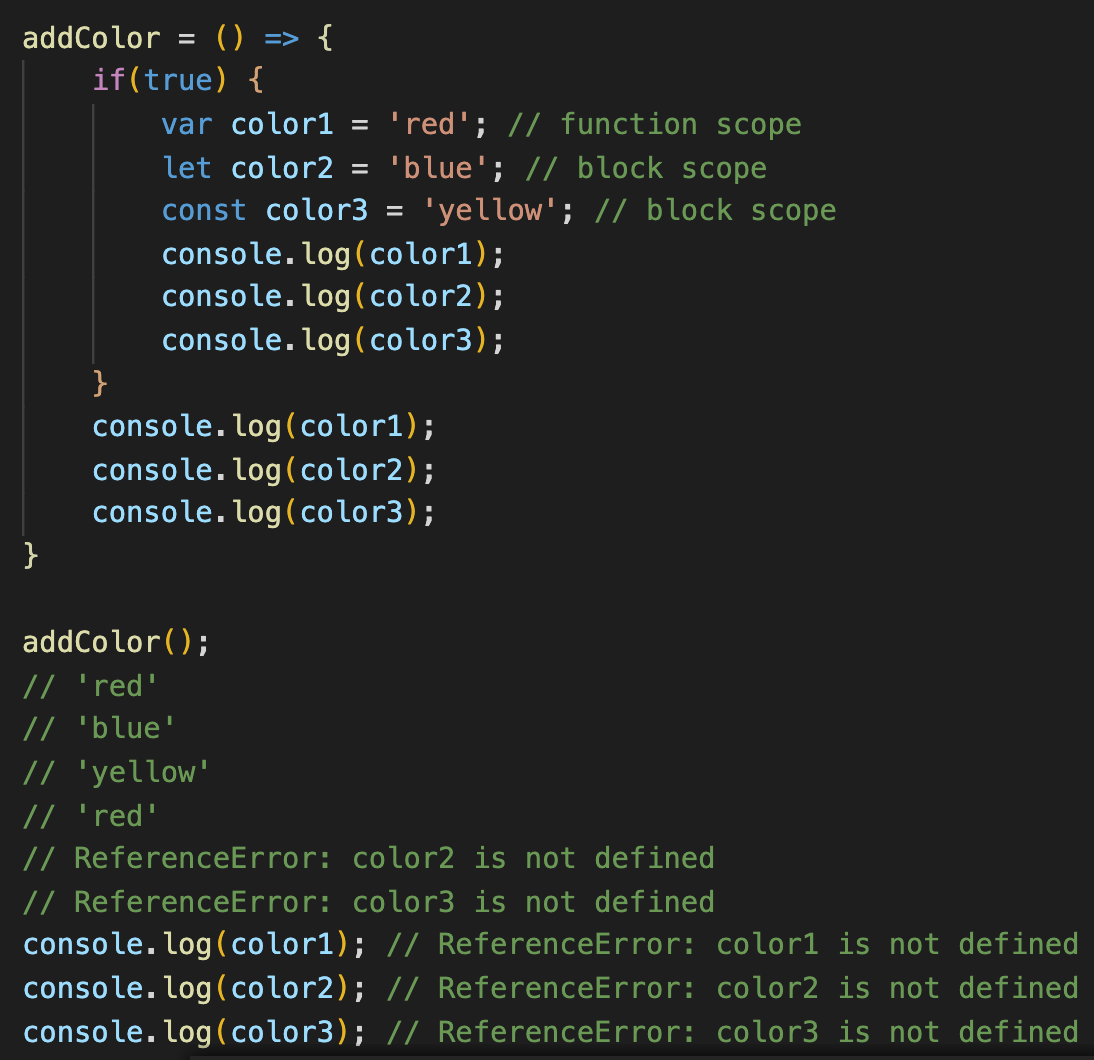 addColor = () => {
    if(true) {
        var color1 = 'red'; // function scope
        let color2 = 'blue'; // block scope
        const color3 = 'yellow'; // block scope
        console.log(color1);
        console.log(color2);
        console.log(color3);
    }
    console.log(color1);
    console.log(color2);
    console.log(color3);
}

addColor();
// 'red'
// 'blue'
// 'yellow'
// 'red'
// ReferenceError: color2 is not defined
// ReferenceError: color3 is not defined
console.log(color1); // ReferenceError: color1 is not defined
console.log(color2); // ReferenceError: color2 is not defined
console.log(color3); // ReferenceError: color3 is not defined